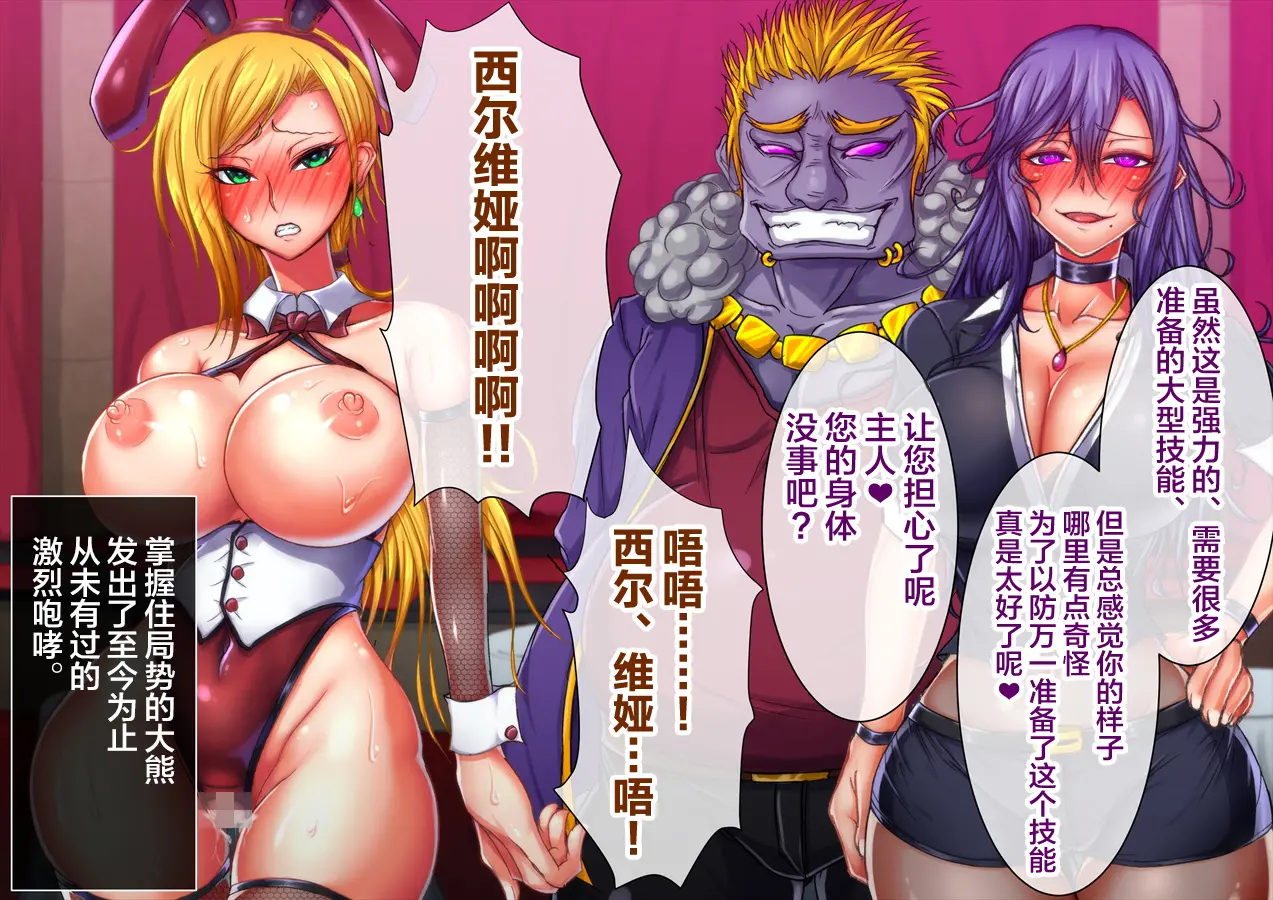 虽然这是强力的、需要很多
准备的大型技能、
但是总感觉你的样子
哪里有点奇怪
为了以防万一准备了这个技能
真是太好了呢♥
让您担心了呢
主人♥
您的身体
没事吧？
西尔维娅啊啊啊啊!!
唔唔………！
西尔、维娅…唔！
掌握住局势的大熊
发出了至今为止
从未有过的
激烈咆哮。